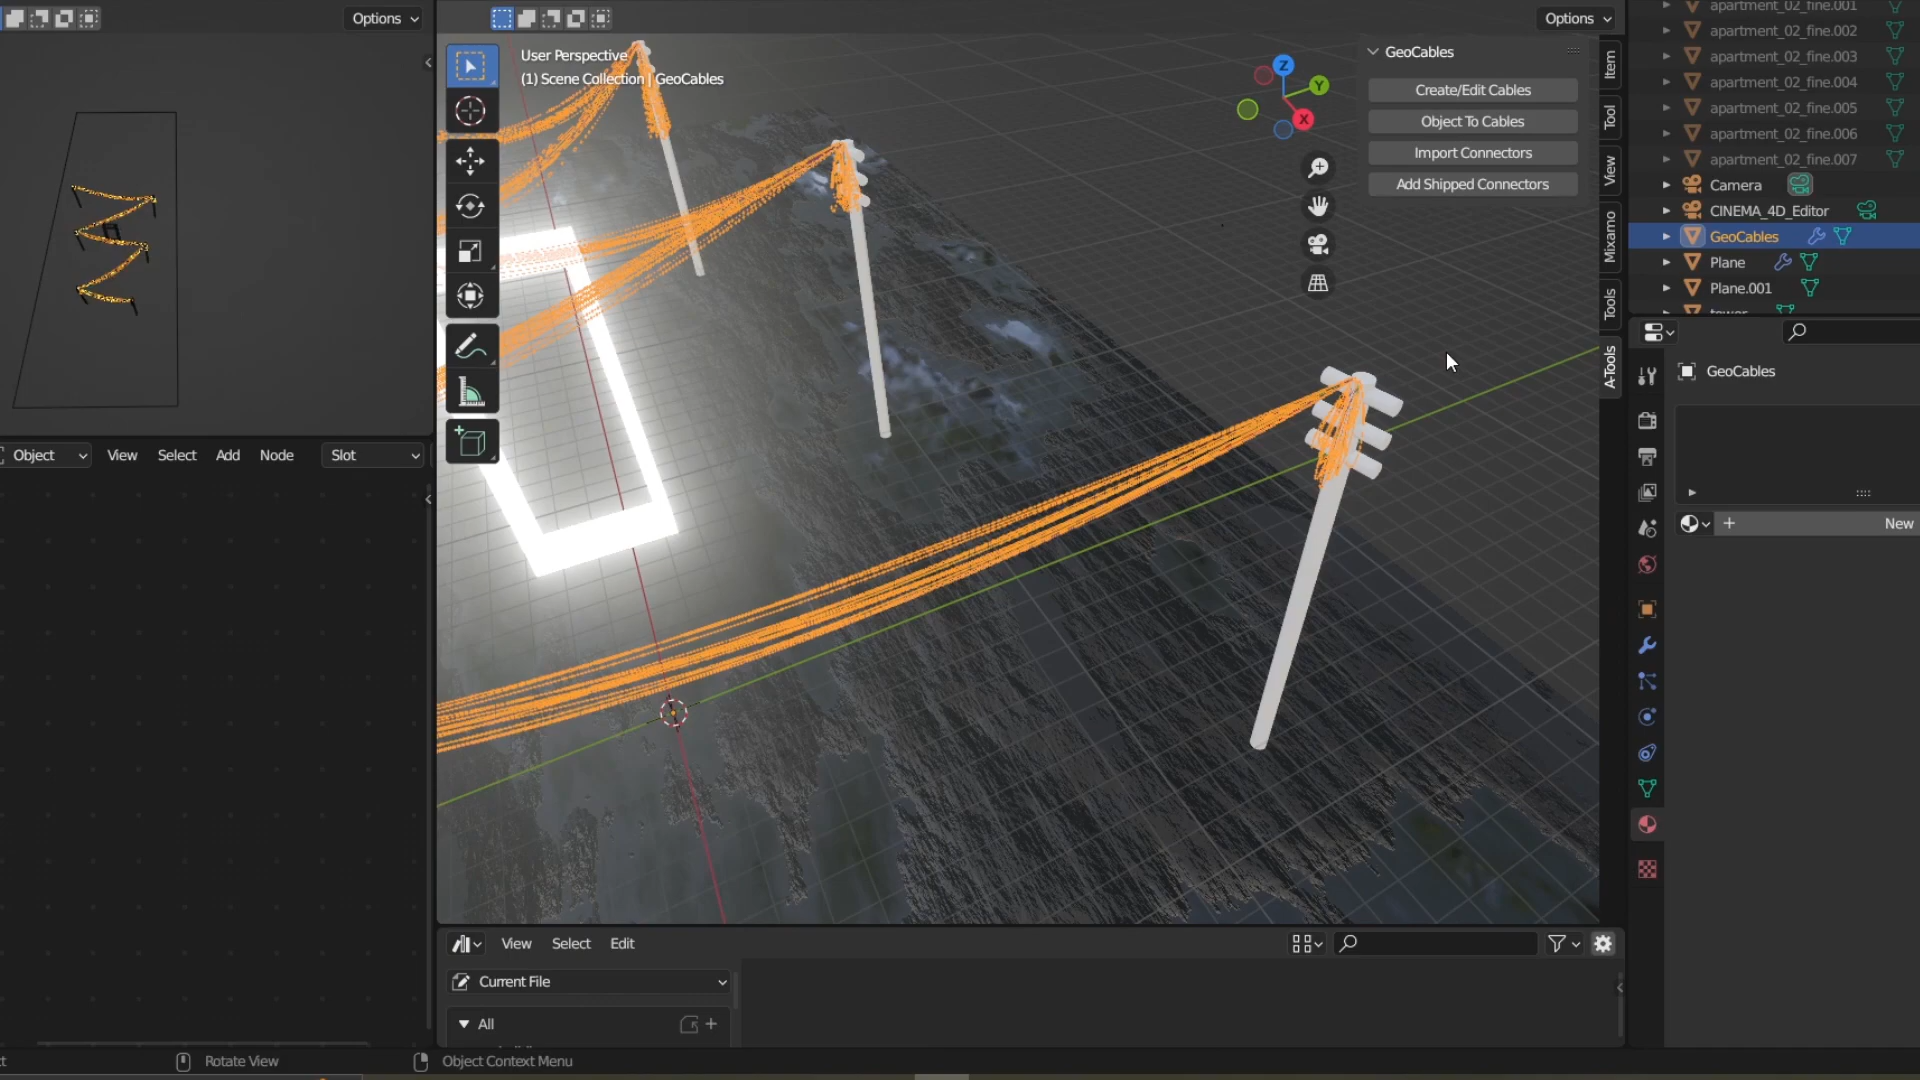 Options
User Perspective
(1) Scene Collection | GeoCables
Options
GeoCables
Create/Edit Cables
Object To Cables
Import Connectors
Add Shipped Connectors
Z
Y
X
Item
Tool
View
Mixamo
Tools
A-Tools
apartment_02_fine.001
apartment_02_fine.002
apartment_02_fine.003
apartment_02_fine.004
apartment_02_fine.005
apartment_02_fine.006
apartment_02_fine.007
Camera
CINEMA_4D_Editor
GeoCables
Plane
Plane.001
GeoCables
New
Object
View
Select
Add
Node
Slot
View
Select
Edit
Current File
All
Rotate View
Object Context Menu